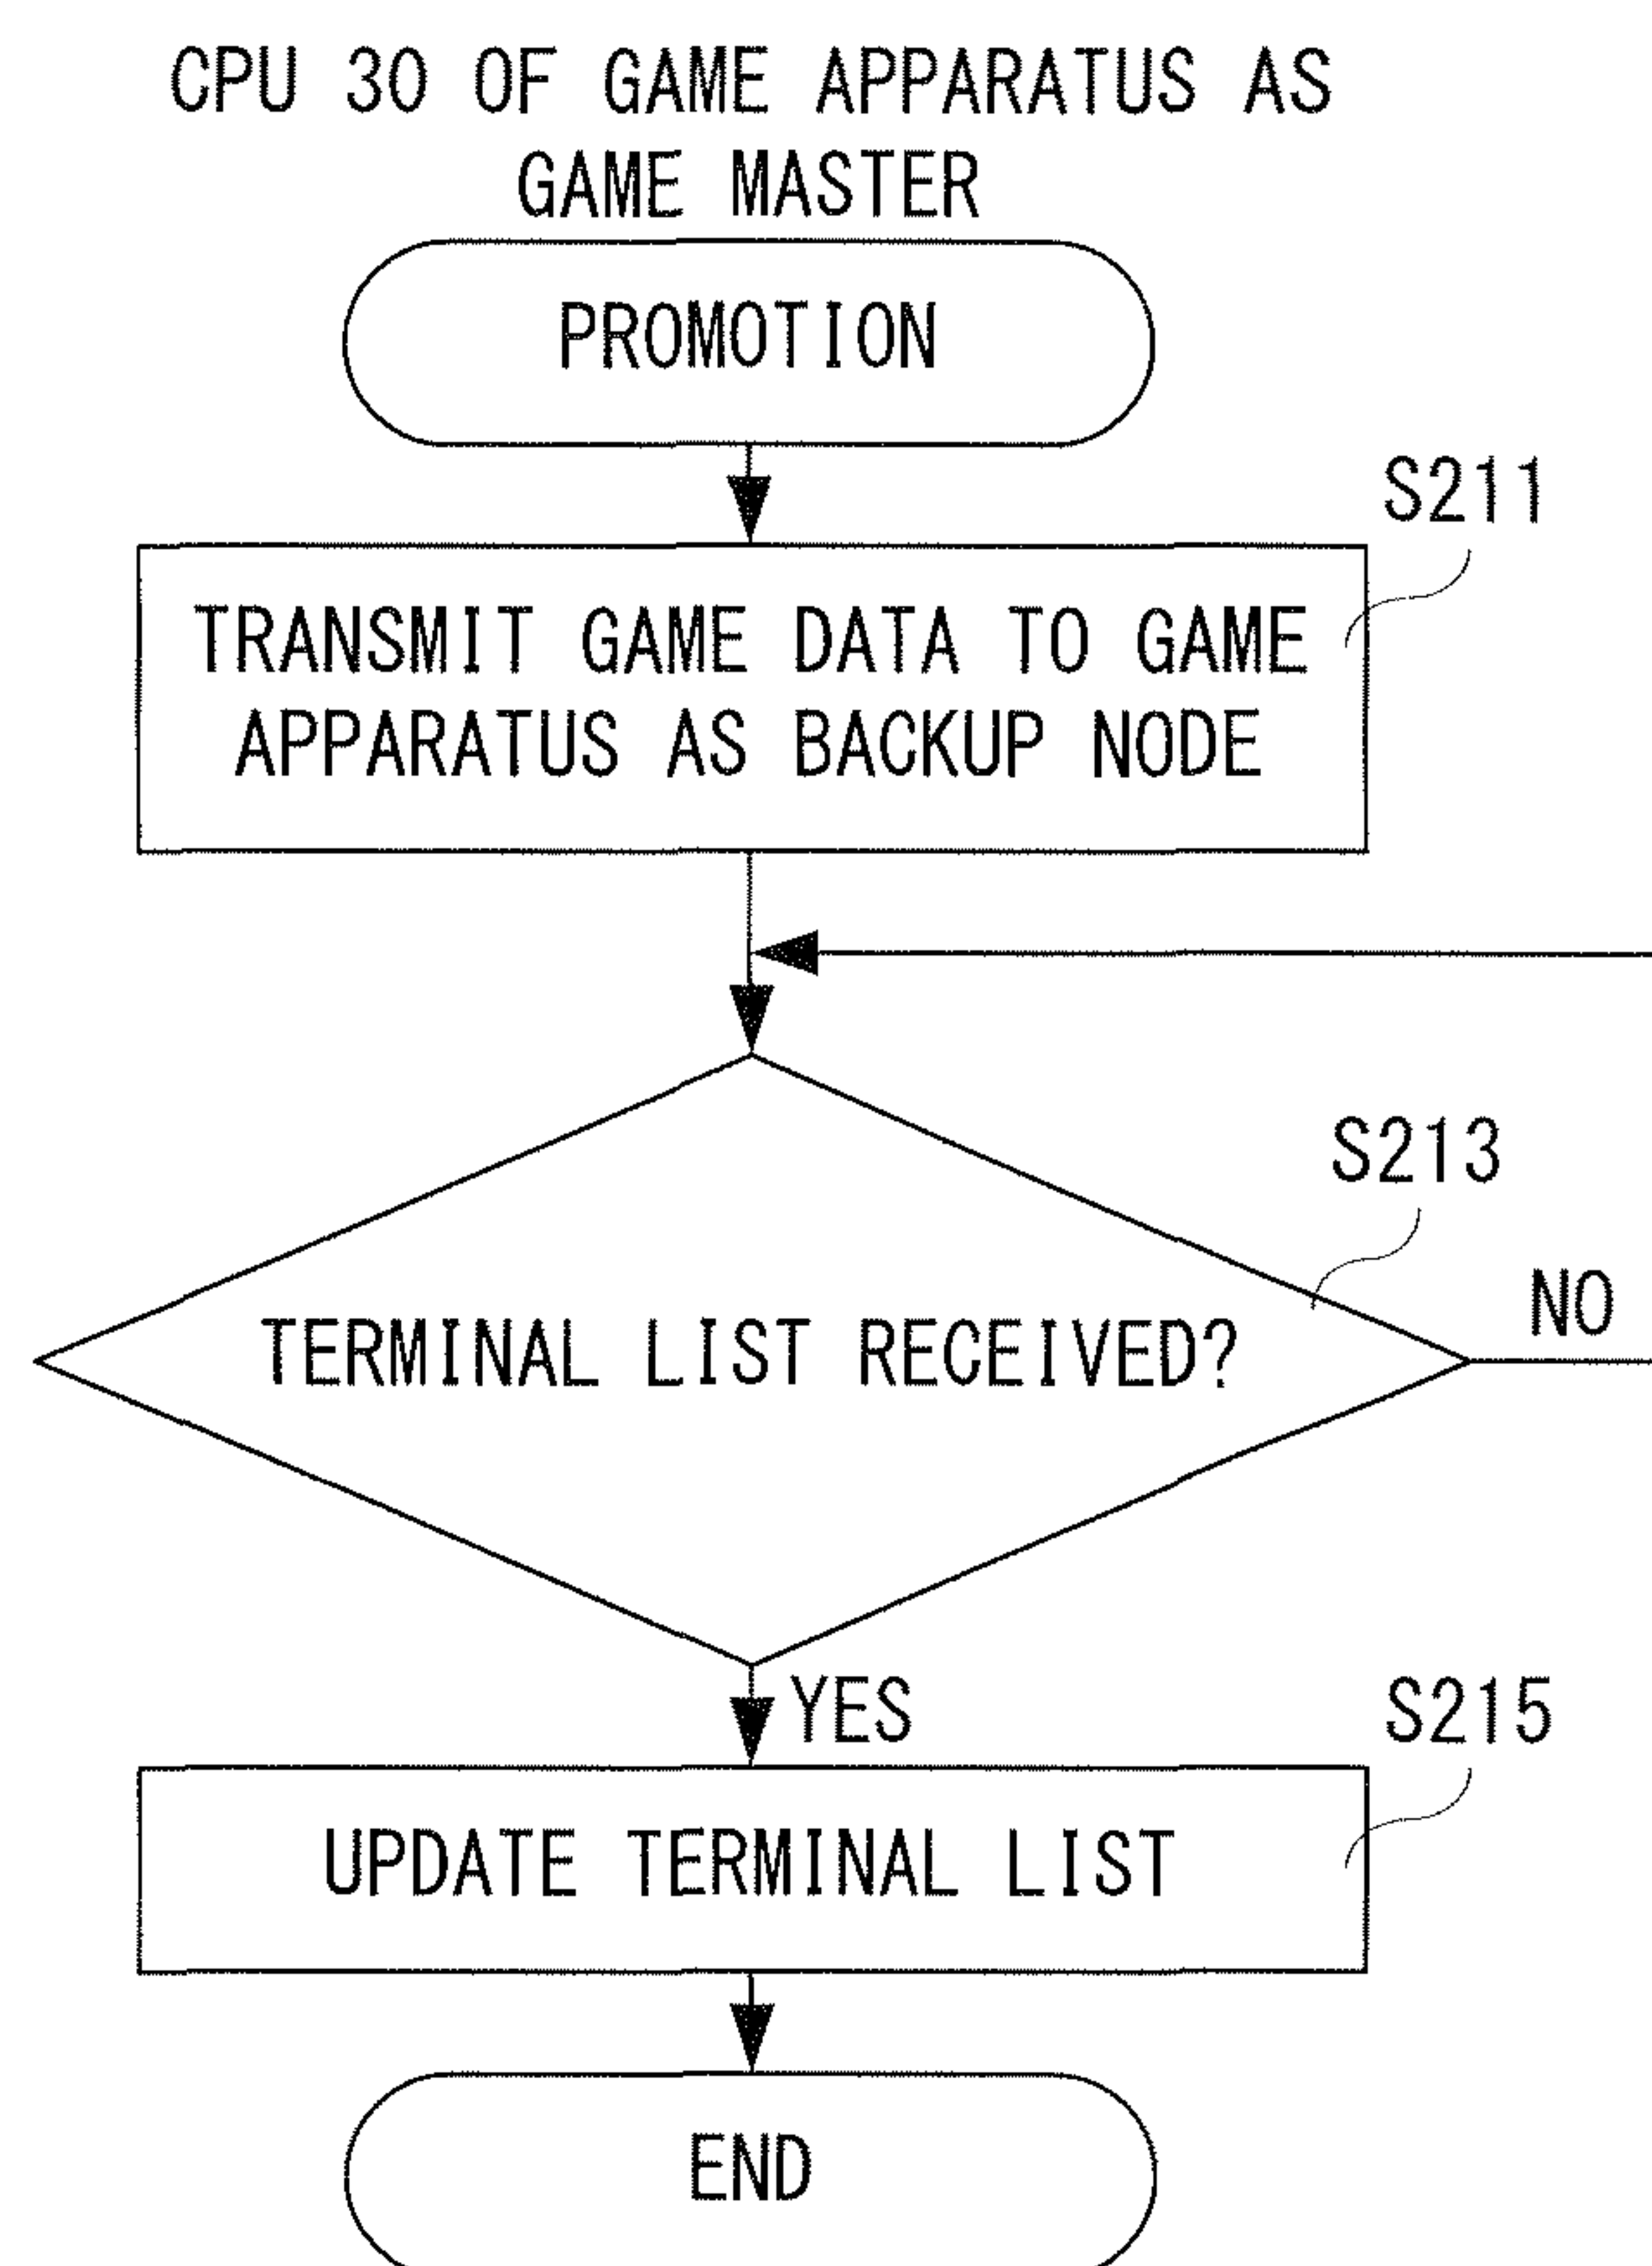 CPU 30 OF GAME APPARATUS AS
GAME MASTER
PROMOTION
S211
TRANSMIT GAME DATA TO GAME
APPARATUS AS BACKUP NODE
S213
NO
TERMINAL LIST RECEIVED?
YES
S215
UPDATE TERMINAL LIST
END